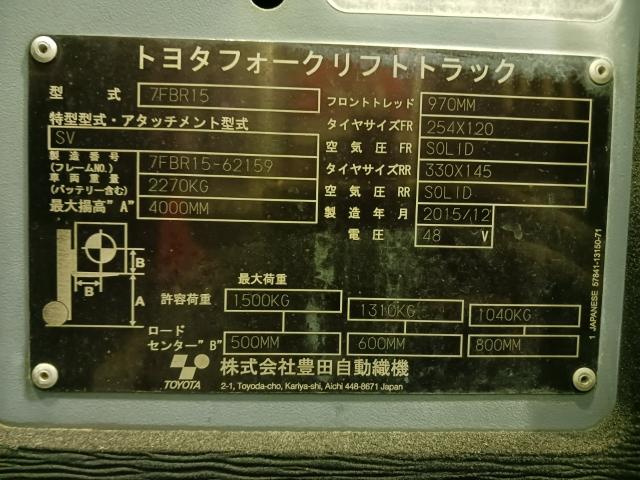 トヨタフォークリフトトラック
型 式 7FBR15
特型型式・アタッチメント型式
SV
製造番号
(フレームNO.) 7FBR15-62159
車両重量
(バッテリー含む) 2270KG
最大揚高"A" 4000MM
フロントトレッド 970MM
タイヤサイズFR 254X120
空気圧FR SOLID
タイヤサイズRR 330X145
空気圧RR SOLID
製造年月 2015/12
電圧 48 V
B
B
A
最大荷重
許容荷重 1500KG 1310KG 1040KG
ロード
センター"B" 500MM 600MM 800MM
TOYOTA
株式会社豊田自動織機
2-1, Toyoda-cho, Kariya-shi, Aichi 448-8671 Japan
1 JAPANESE 57841-13150-71